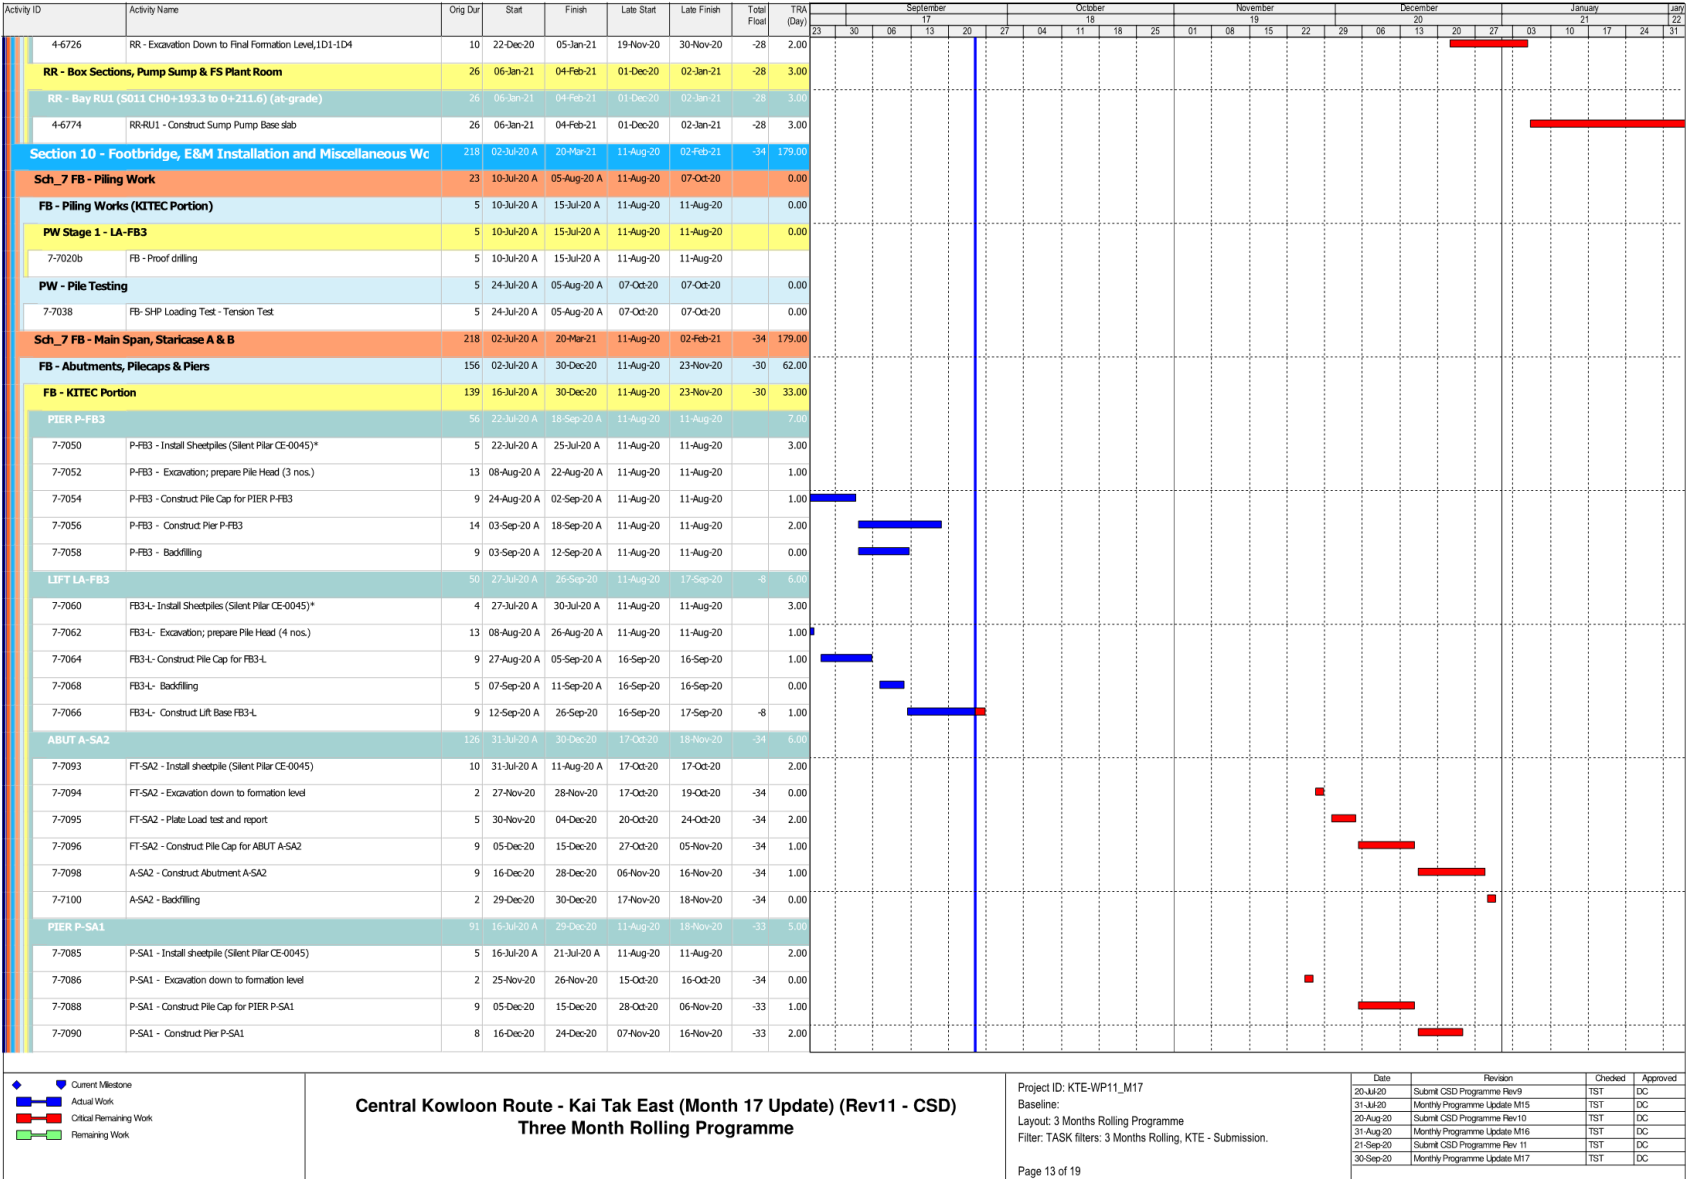 Activity ID Activity Name Orig Dur Start Finish Late Start Late Finish Total Float TRA (Day)
September October November December January uary
17 18 19 20 21 22
23 30 06 13 20 27 04 11 18 25 01 08 15 22 29 06 13 20 27 03 10 17 24 31
4-6726 RR - Excavation Down to Final Formation Level,1D1-1D4 10 22-Dec-20 05-Jan-21 19-Nov-20 30-Nov-20 -28 2.00
RR - Box Sections, Pump Sump & FS Plant Room 26 06-Jan-21 04-Feb-21 01-Dec-20 02-Jan-21 -28 3.00
RR - Bay RU1 (S011 CH0+193.3 to 0+211.6) (at-grade) 26 06-Jan-21 04-Feb-21 01-Dec-20 02-Jan-21 -28 3.00
4-6774 RR-RU1 - Construct Sump Pump Base slab 26 06-Jan-21 04-Feb-21 01-Dec-20 02-Jan-21 -28 3.00
Section 10 - Footbridge, E&M Installation and Miscellaneous Wc 218 02-Jul-20 A 20-Mar-21 11-Aug-20 02-Feb-21 -34 179.00
Sch_7 FB - Piling Work 23 10-Jul-20 A 05-Aug-20 A 11-Aug-20 07-Oct-20 0.00
FB - Piling Works (KITEC Portion) 5 10-Jul-20 A 15-Jul-20 A 11-Aug-20 11-Aug-20 0.00
PW Stage 1 - LA-FB3 5 10-Jul-20 A 15-Jul-20 A 11-Aug-20 11-Aug-20 0.00
7-7020b FB - Proof drilling 5 10-Jul-20 A 15-Jul-20 A 11-Aug-20 11-Aug-20
PW - Pile Testing 5 24-Jul-20 A 05-Aug-20 A 07-Oct-20 07-Oct-20 0.00
7-7038 FB- SHP Loading Test - Tension Test 5 24-Jul-20 A 05-Aug-20 A 07-Oct-20 07-Oct-20 0.00
Sch_7 FB - Main Span, Staricase A & B 218 02-Jul-20 A 20-Mar-21 11-Aug-20 02-Feb-21 -34 179.00
FB - Abutments, Pilecaps & Piers 156 02-Jul-20 A 30-Dec-20 11-Aug-20 23-Nov-20 -30 62.00
FB - KITEC Portion 139 16-Jul-20 A 30-Dec-20 11-Aug-20 23-Nov-20 -30 33.00
PIER P-FB3 56 22-Jul-20 A 18-Sep-20 A 11-Aug-20 11-Aug-20 7.00
7-7050 P-FB3 - Install Sheetpiles (Silent Pilar CE-0045)* 5 22-Jul-20 A 25-Jul-20 A 11-Aug-20 11-Aug-20 3.00
7-7052 P-FB3 - Excavation; prepare Pile Head (3 nos.) 13 08-Aug-20 A 22-Aug-20 A 11-Aug-20 11-Aug-20 1.00
7-7054 P-FB3 - Construct Pile Cap for PIER P-FB3 9 24-Aug-20 A 02-Sep-20 A 11-Aug-20 11-Aug-20 1.00
7-7056 P-FB3 - Construct Pier P-FB3 14 03-Sep-20 A 18-Sep-20 A 11-Aug-20 11-Aug-20 2.00
7-7058 P-FB3 - Backfilling 9 03-Sep-20 A 12-Sep-20 A 11-Aug-20 11-Aug-20 0.00
LIFT LA-FB3 50 27-Jul-20 A 26-Sep-20 11-Aug-20 17-Sep-20 -8 6.00
7-7060 FB3-L- Install Sheetpiles (Silent Pilar CE-0045)* 4 27-Jul-20 A 30-Jul-20 A 11-Aug-20 11-Aug-20 3.00
7-7062 FB3-L- Excavation; prepare Pile Head (4 nos.) 13 08-Aug-20 A 26-Aug-20 A 11-Aug-20 11-Aug-20 1.00
7-7064 FB3-L- Construct Pile Cap for FB3-L 9 27-Aug-20 A 05-Sep-20 A 16-Sep-20 16-Sep-20 1.00
7-7068 FB3-L- Backfilling 5 07-Sep-20 A 11-Sep-20 A 16-Sep-20 16-Sep-20 0.00
7-7066 FB3-L- Construct Lift Base FB3-L 9 12-Sep-20 A 26-Sep-20 16-Sep-20 17-Sep-20 -8 1.00
ABUT A-SA2 126 31-Jul-20 A 30-Dec-20 17-Oct-20 18-Nov-20 -34 6.00
7-7093 FT-SA2 - Install sheetpile (Silent Pilar CE-0045) 10 31-Jul-20 A 11-Aug-20 A 17-Oct-20 17-Oct-20 2.00
7-7094 FT-SA2 - Excavation down to formation level 2 27-Nov-20 28-Nov-20 17-Oct-20 19-Oct-20 -34 0.00
7-7095 FT-SA2 - Plate Load test and report 5 30-Nov-20 04-Dec-20 20-Oct-20 24-Oct-20 -34 2.00
7-7096 FT-SA2 - Construct Pile Cap for ABUT A-SA2 9 05-Dec-20 15-Dec-20 27-Oct-20 05-Nov-20 -34 1.00
7-7098 A-SA2 - Construct Abutment A-SA2 9 16-Dec-20 28-Dec-20 06-Nov-20 16-Nov-20 -34 1.00
7-7100 A-SA2 - Backfilling 2 29-Dec-20 30-Dec-20 17-Nov-20 18-Nov-20 -34 0.00
PIER P-SA1 91 16-Jul-20 A 29-Dec-20 11-Aug-20 18-Nov-20 -33 5.00
7-7085 P-SA1 - Install sheetpile (Silent Pilar CE-0045) 5 16-Jul-20 A 21-Jul-20 A 11-Aug-20 11-Aug-20 2.00
7-7086 P-SA1 - Excavation down to formation level 2 25-Nov-20 26-Nov-20 15-Oct-20 16-Oct-20 -34 0.00
7-7088 P-SA1 - Construct Pile Cap for PIER P-SA1 9 05-Dec-20 15-Dec-20 28-Oct-20 06-Nov-20 -33 1.00
7-7090 P-SA1 - Construct Pier P-SA1 8 16-Dec-20 24-Dec-20 07-Nov-20 16-Nov-20 -33 2.00
Current Milestone
Actual Work
Critical Remaining Work
Remaining Work
Central Kowloon Route - Kai Tak East (Month 17 Update) (Rev11 - CSD)
Three Month Rolling Programme
Project ID: KTE-WP11_M17
Baseline:
Layout: 3 Months Rolling Programme
Filter: TASK filters: 3 Months Rolling, KTE - Submission.
Page 13 of 19
Date Revision Checked Approved
20-Jul-20 Submit CSD Programme Rev9 TST DC
31-Jul-20 Monthly Programme Update M15 TST DC
20-Aug-20 Submit CSD Programme Rev10 TST DC
31-Aug-20 Monthly Programme Update M16 TST DC
21-Sep-20 Submit CSD Programme Rev 11 TST DC
30-Sep-20 Monthly Programme Update M17 TST DC